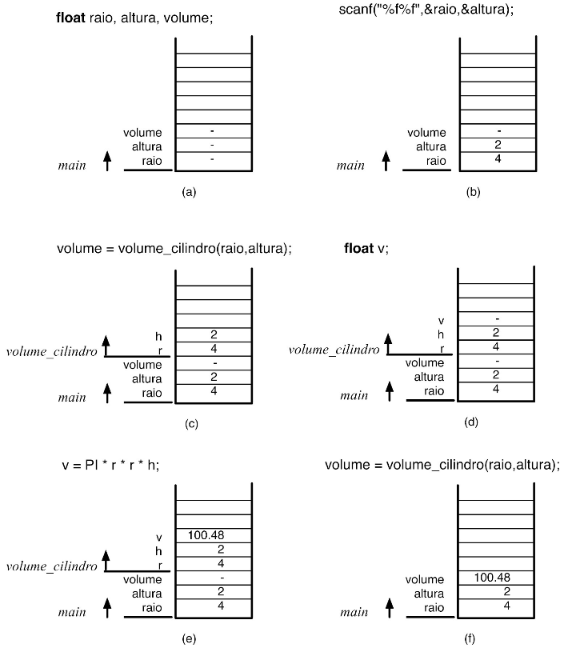 float raio, altura, volume;
scanf("%f%f",&raio,&altura);
volume -
altura -
main raio -
(a)
volume -
altura 2
main raio 4
(b)
volume = volume_cilindro(raio,altura);
float v;
h 2
volume_cilindro r 4
volume -
altura 2
main raio 4
(c)
v -
h 2
volume_cilindro r 4
volume -
altura 2
main raio 4
(d)
v = PI * r * r * h;
volume = volume_cilindro(raio,altura);
v 100.48
h 2
volume_cilindro r 4
volume -
altura 2
main raio 4
(e)
volume 100.48
altura 2
main raio 4
(f)